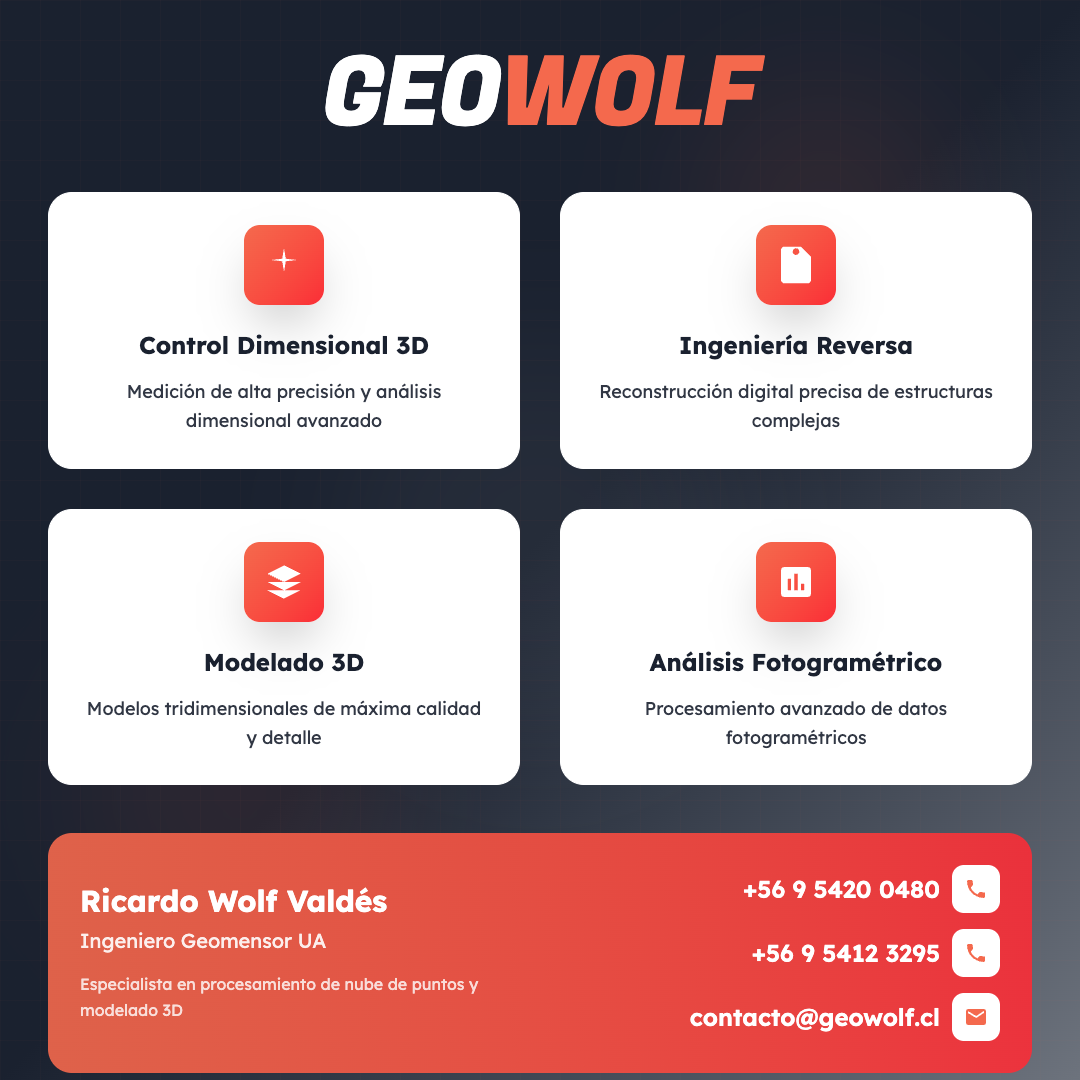 GEOWOLF
Control Dimensional 3D
Medición de alta precisión y análisis
dimensional avanzado
Ingeniería Reversa
Reconstrucción digital precisa de estructuras
complejas
Modelado 3D
Modelos tridimensionales de máxima calidad
y detalle
Análisis Fotogramétrico
Procesamiento avanzado de datos
fotogramétricos
Ricardo Wolf Valdés
Ingeniero Geomensor UA
Especialista en procesamiento de nube de puntos y
modelado 3D
+56 9 5420 0480
+56 9 5412 3295
contacto@geowolf.cl